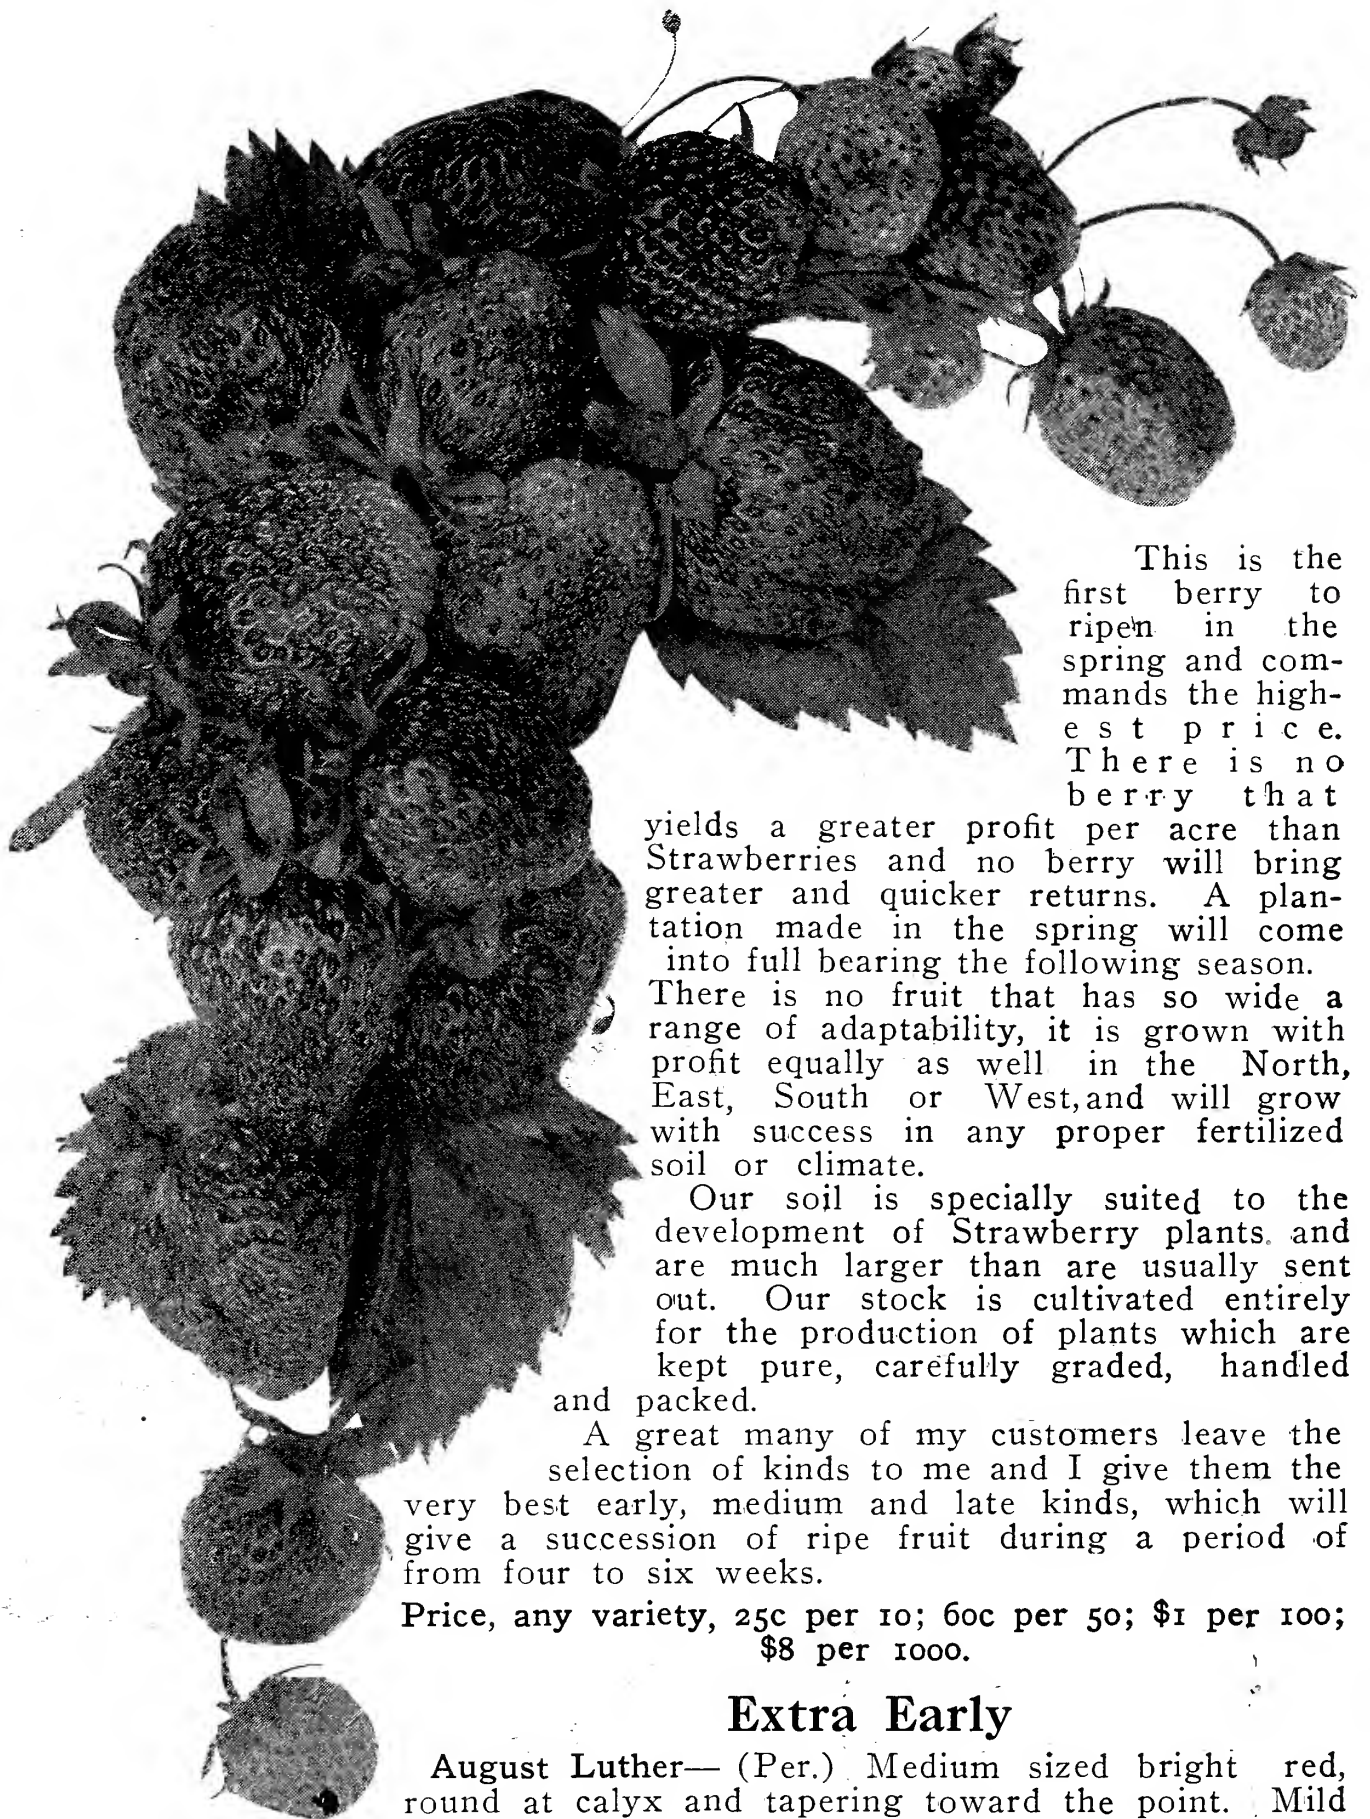 This is the
first berry to
ripen in the
spring and com-
mands the high-
est price.
There is no
berry that
yields a greater profit per acre than
Strawberries and no berry will bring
greater and quicker returns. A plan-
tation made in the spring will come
into full bearing the following season.
There is no fruit that has so wide a
range of adaptability, it is grown with
profit equally as well in the North,
East, South or West, and will grow
with success in any proper fertilized
soil or climate.
Our soil is specially suited to the
development of Strawberry plants. and
are much larger than are usually sent
out. Our stock is cultivated entirely
for the production of plants which are
kept pure, carefully graded, handled
and packed.
A great many of my customers leave the
selection of kinds to me and I give them the
very best early, medium and late kinds, which will
give a succession of ripe fruit during a period of
from four to six weeks.
Price, any variety, 25c per 10; 60c per 50; $1 per 100;
$8 per 1000.
Extra Early
August Luther— (Per.) Medium sized bright red,
round at calyx and tapering toward the point. Mild